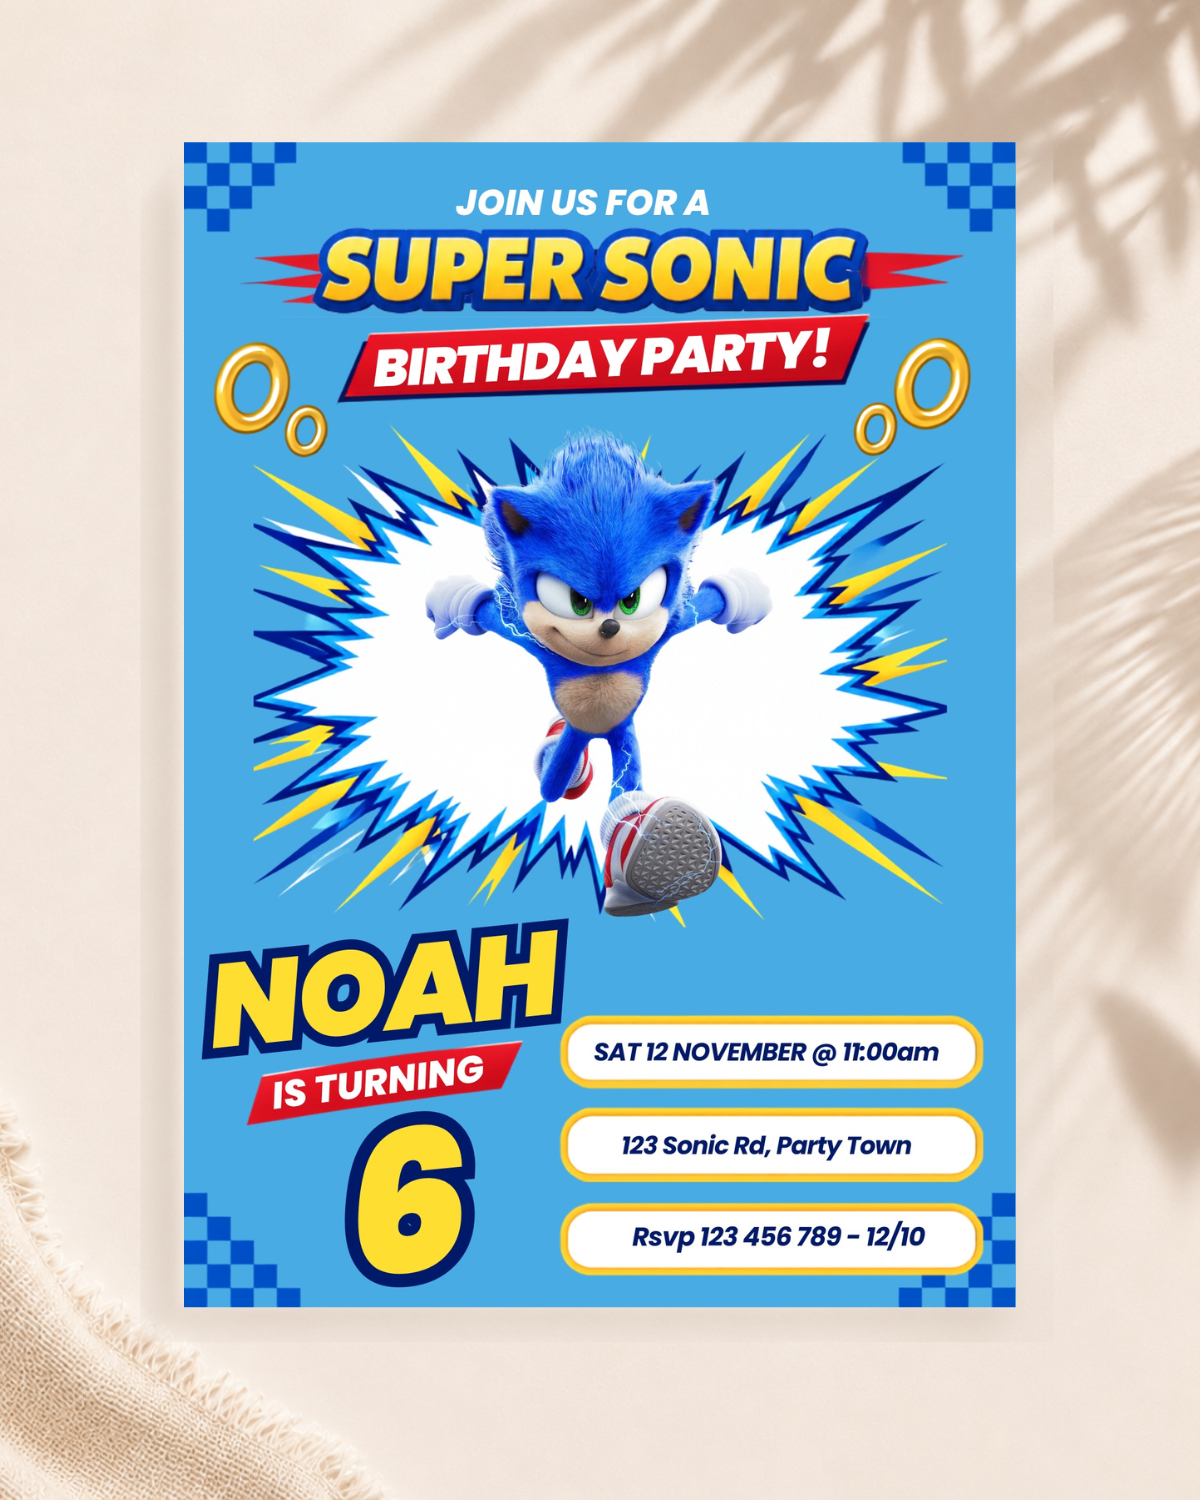 JOIN US FOR A
SUPER SONIC
BIRTHDAY PARTY!
NOAH
IS TURNING
6
SAT 12 NOVEMBER @ 11:00am
123 Sonic Rd, Party Town
Rsvp 123 456 789 - 12/10